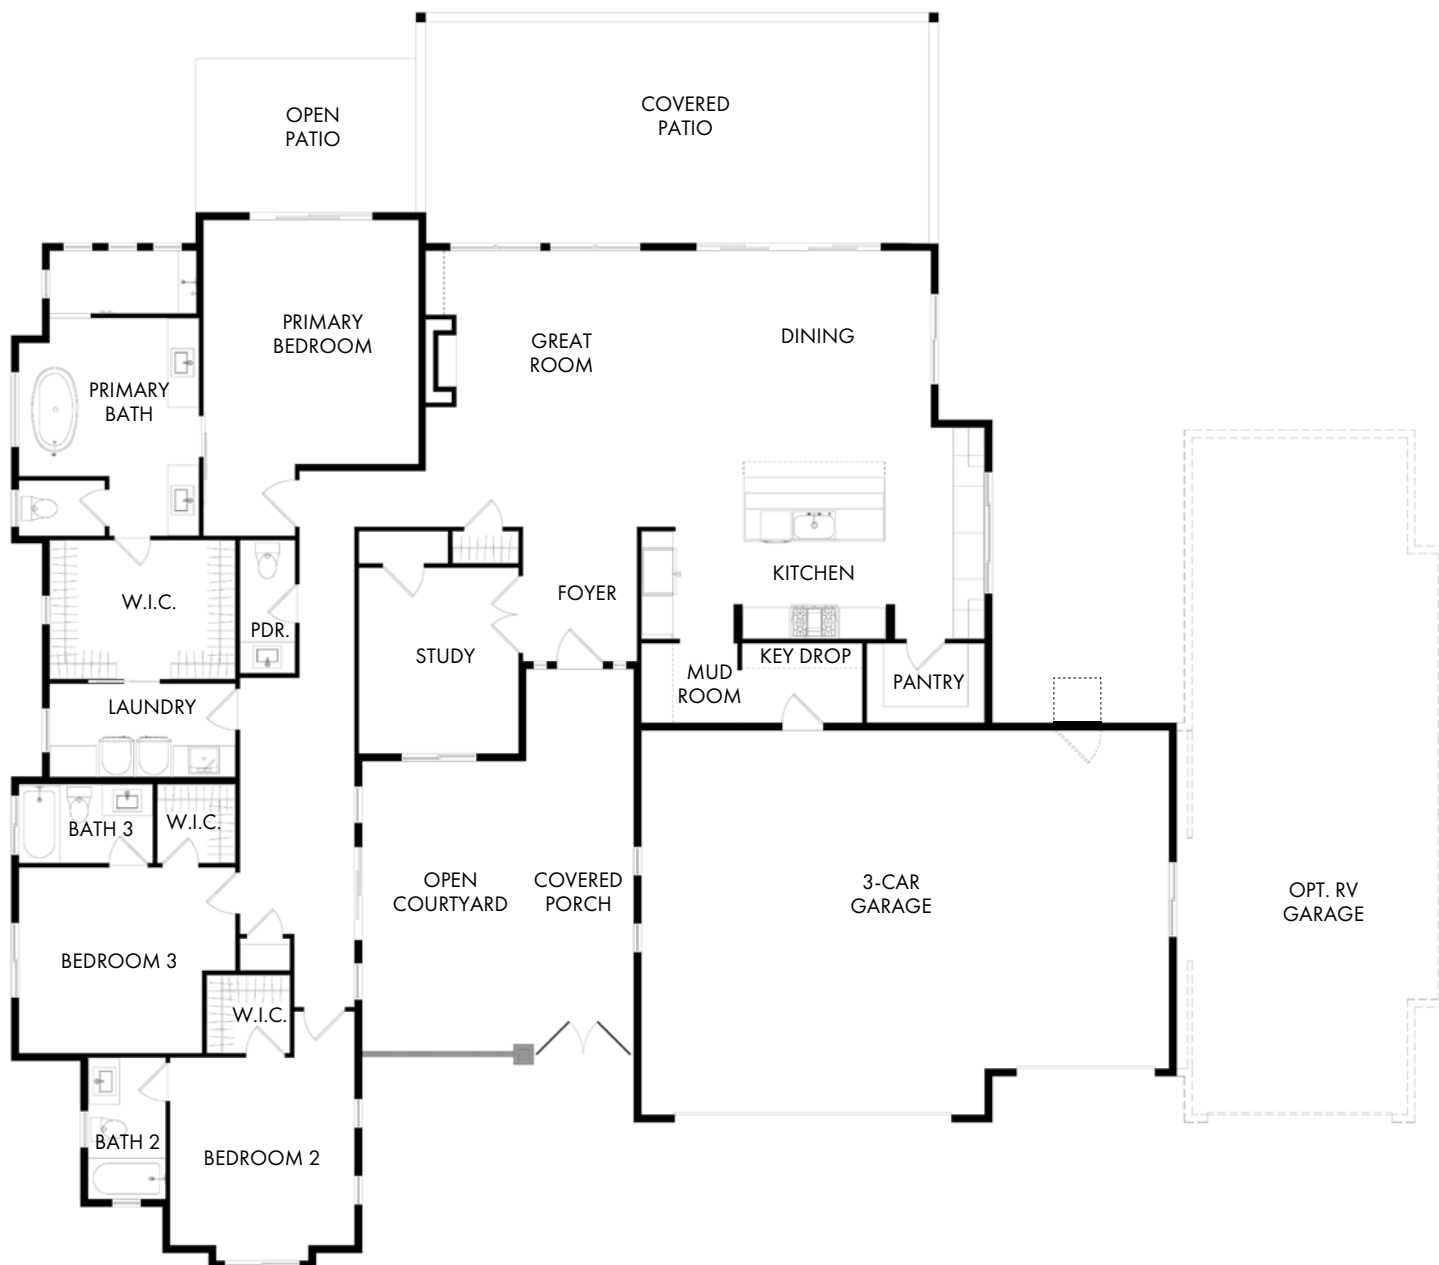 OPEN
PATIO
COVERED
PATIO
PRIMARY
BEDROOM
GREAT
ROOM
DINING
PRIMARY
BATH
W.I.C.
PDR.
STUDY
FOYER
KITCHEN
KEY DROP
MUD
ROOM
PANTRY
LAUNDRY
BATH 3
W.I.C.
OPEN
COURTYARD
COVERED
PORCH
3-CAR
GARAGE
OPT. RV
GARAGE
BEDROOM 3
W.I.C.
BATH 2
BEDROOM 2